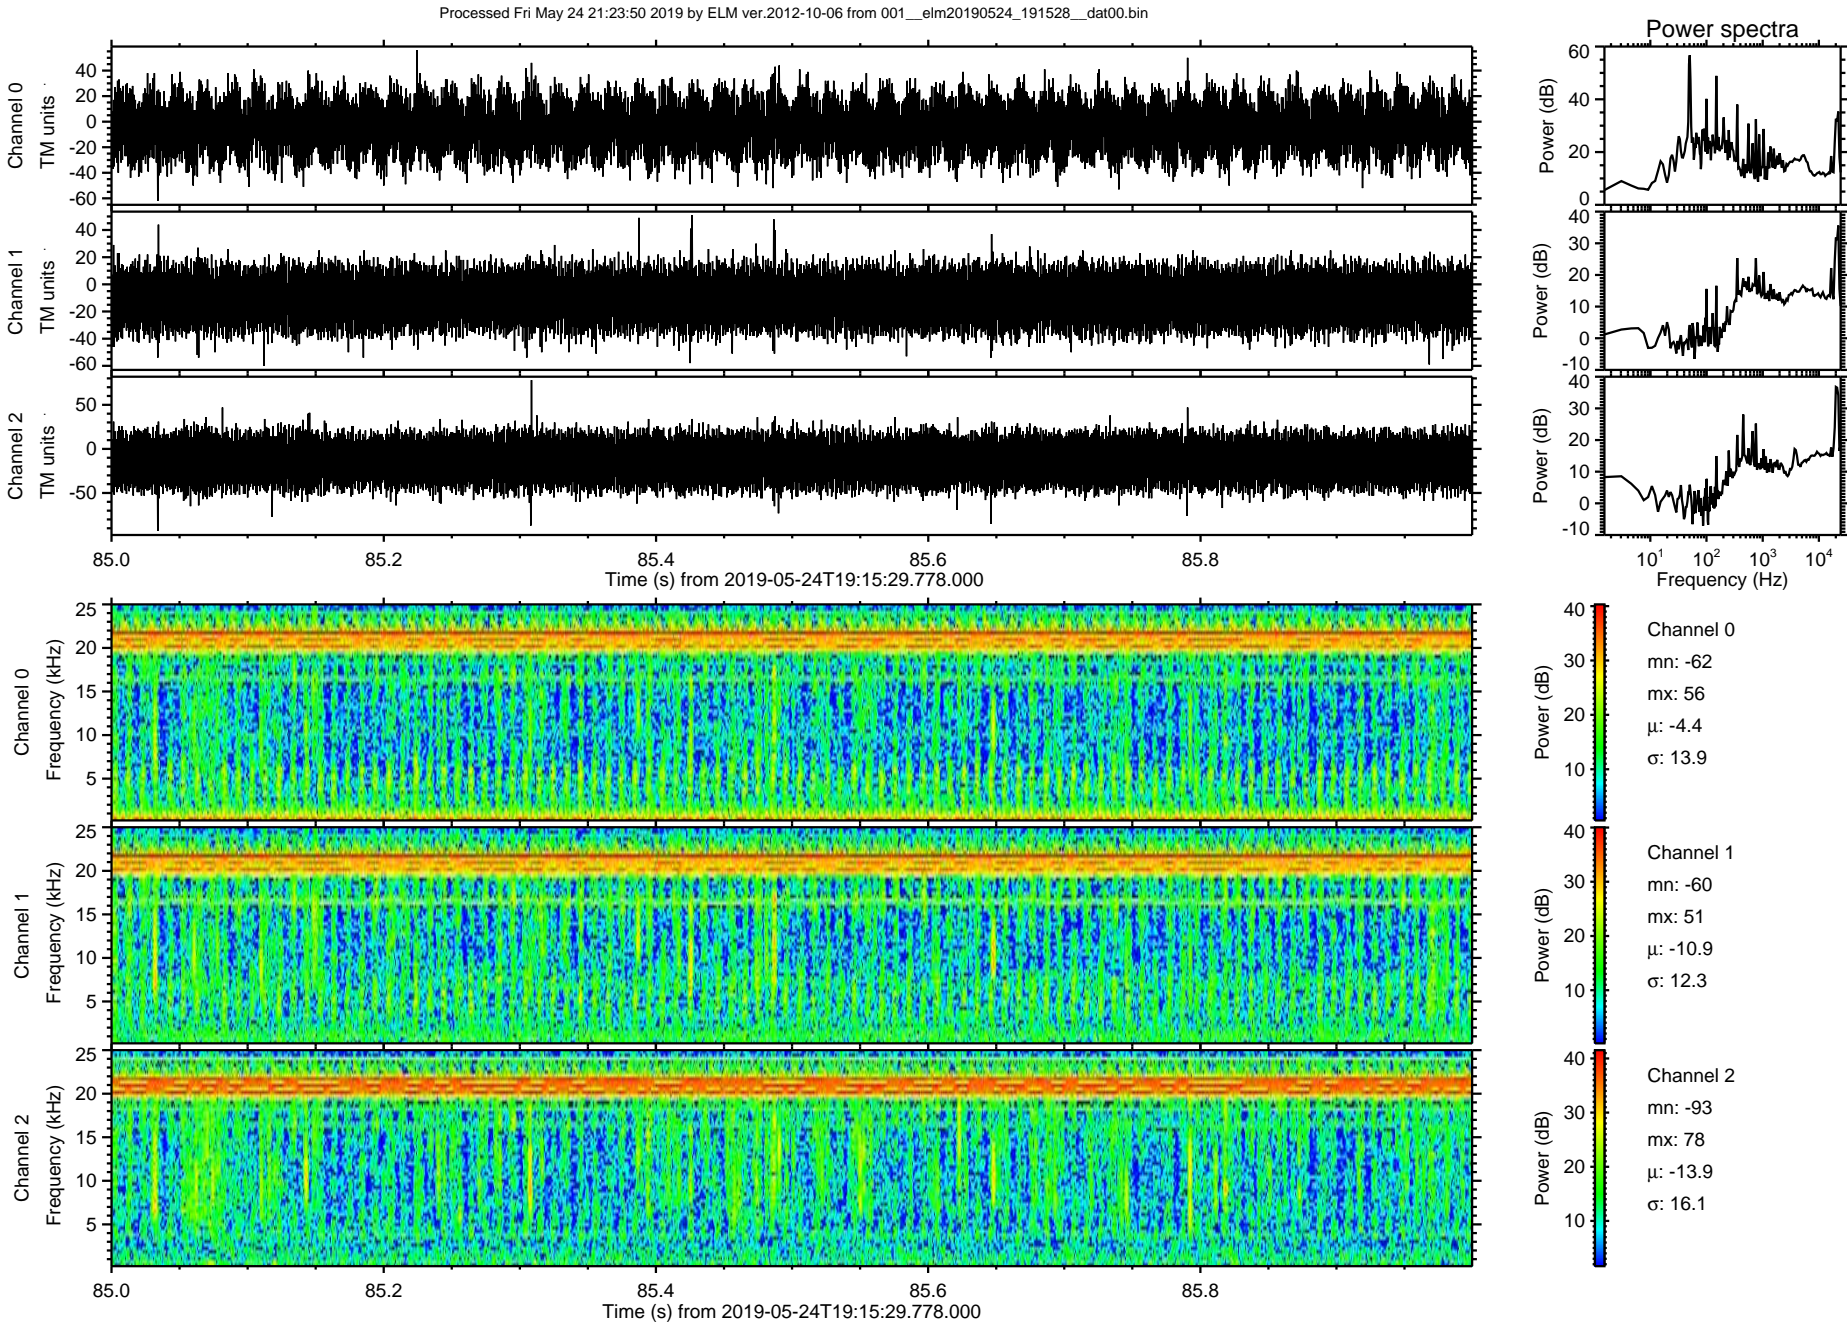 Processed Fri May 24 21:23:50 2019 by ELM ver.2012-10-06 from 001__elm20190524_191528__dat00.bin
Power spectra
Channel 0
TM units
40
20
0
-20
-40
-60
Power (dB)
60
40
20
0
Channel 1
TM units
40
20
0
-20
-40
-60
Power (dB)
40
30
20
10
0
-10
Channel 2
TM units
50
0
-50
Power (dB)
40
30
20
10
0
-10
85.0 85.2 85.4 85.6 85.8
Time (s) from 2019-05-24T19:15:29.778.000
10^1 10^2 10^3 10^4
Frequency (Hz)
Channel 0
Frequency (kHz)
25
20
15
10
5
Power (dB)
40
30
20
10
Channel 0
mn: -62
mx: 56
μ: -4.4
σ: 13.9
Channel 1
Frequency (kHz)
25
20
15
10
5
Power (dB)
40
30
20
10
Channel 1
mn: -60
mx: 51
μ: -10.9
σ: 12.3
Channel 2
Frequency (kHz)
25
20
15
10
5
Power (dB)
40
30
20
10
Channel 2
mn: -93
mx: 78
μ: -13.9
σ: 16.1
85.0 85.2 85.4 85.6 85.8
Time (s) from 2019-05-24T19:15:29.778.000